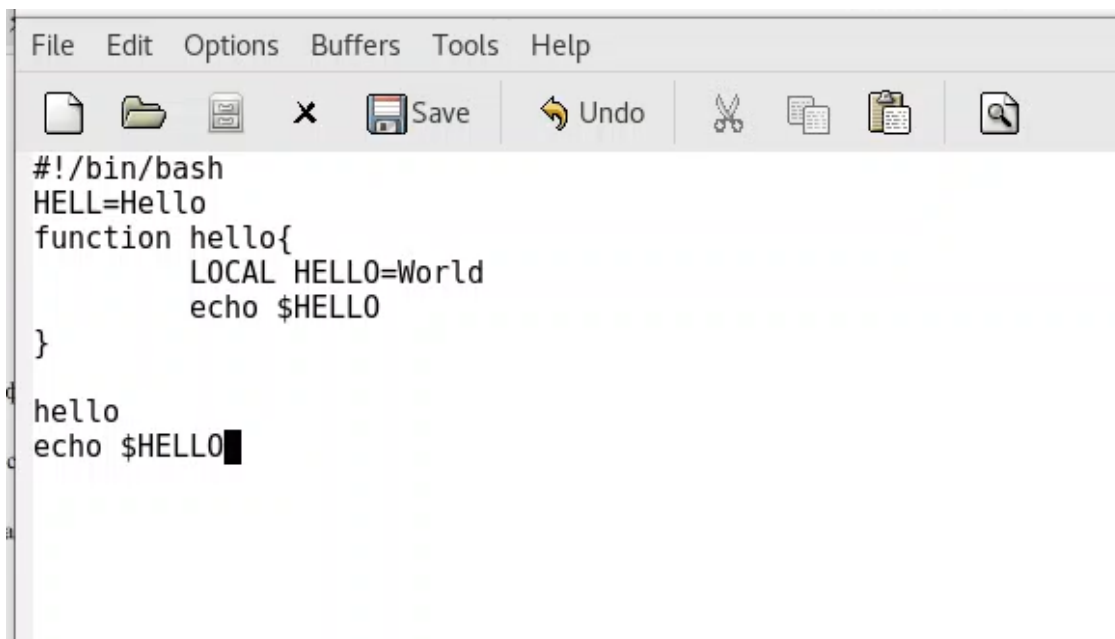 File Edit Options Buffers Tools Help
Save Undo
#!/bin/bash
HELL=Hello
function hello{
        LOCAL HELLO=World
        echo $HELLO
}
hello
echo $HELLO